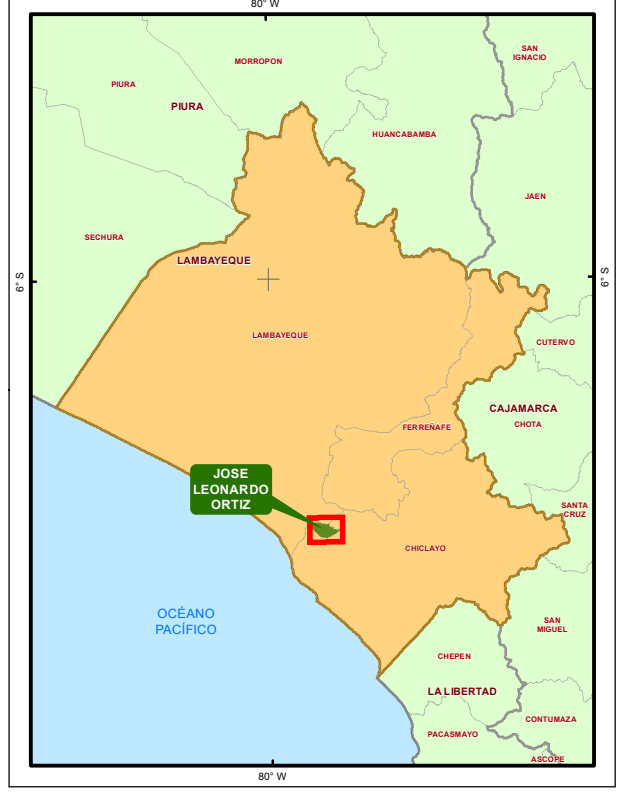 80° W
SAN
IGNACIO
MORROPON
PIURA
PIURA
HUANCABAMBA
JAEN
SECHURA
LAMBAYEQUE
6° S
6° S
LAMBAYEQUE
CUTERVO
CAJAMARCA
CHOTA
FERREÑAFE
JOSE
LEONARDO
ORTIZ
SANTA
CRUZ
CHICLAYO
OCÉANO
PACÍFICO
SAN
MIGUEL
CHEPEN
LA LIBERTAD
CONTUMAZA
PACASMAYO
ASCOPE
80° W